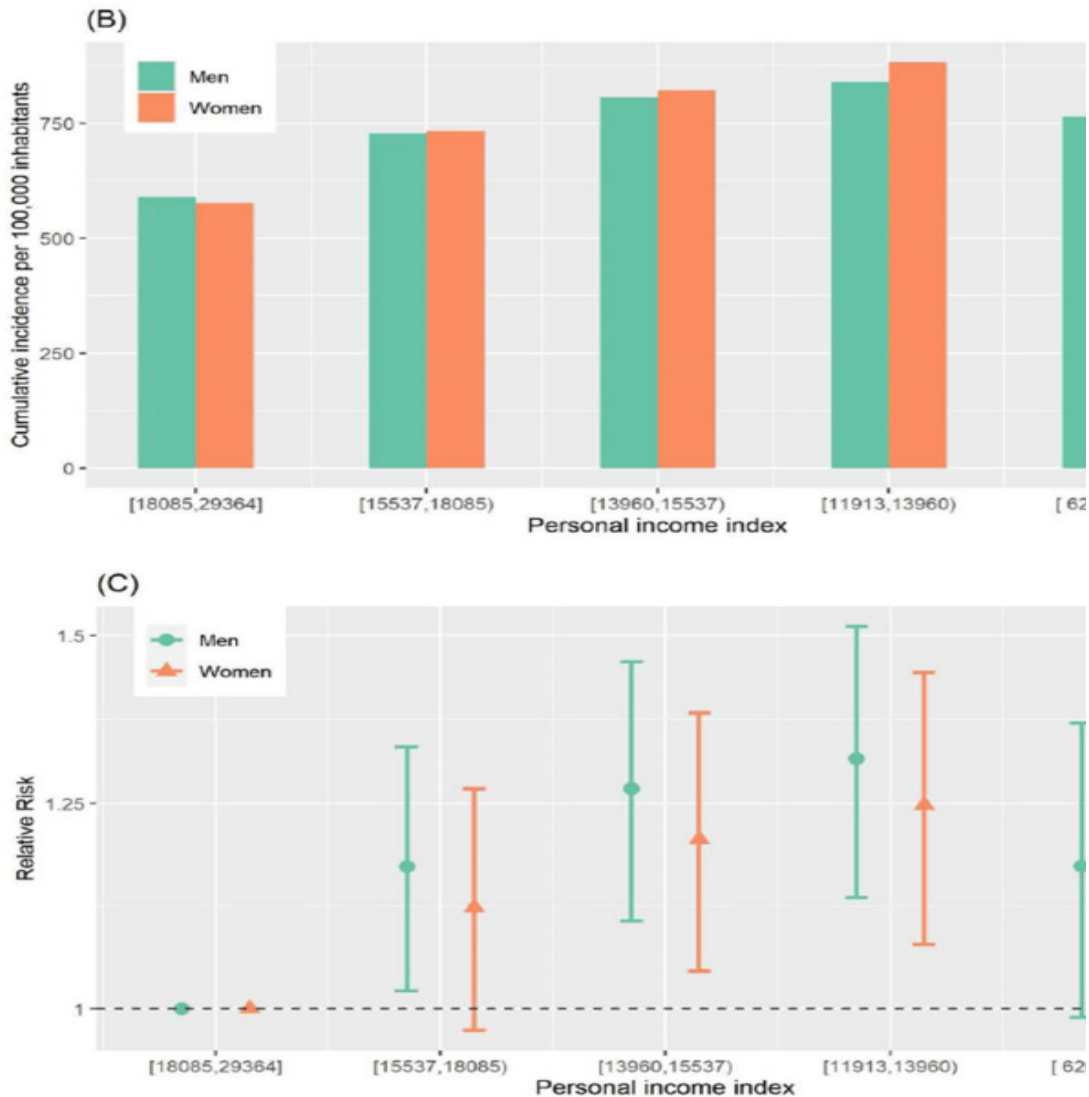 (B)
Men
Women
Cumulative incidence per 100,000 inhabitants
750
500
250
0
[18085,29364] [15537,18085) [13960,15537) [11913,13960) [ 62
Personal income index
(C)
Men
Women
Relative Risk
1.5
1.25
1
[18085,29364] [15537,18085) [13960,15537) [11913,13960) [ 620
Personal income index